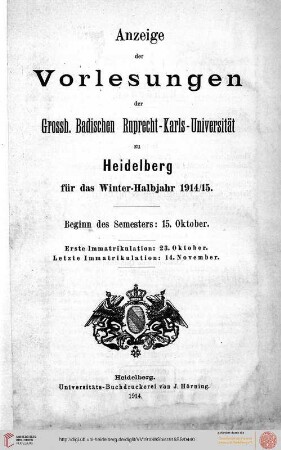 Anzeige
der
Vorlesungen
der
Grossh. Badischen Ruprecht-Karls-Universität
zu
Heidelberg
für das Winter-Halbjahr 1914/15.
Beginn des Semesters: 15. Oktober.
Erste Immatrikulation: 23. Oktober.
Letzte Immatrikulation: 14. November.
Heidelberg.
Universitäts-Buchdruckerei von J. Hörning.
1914.